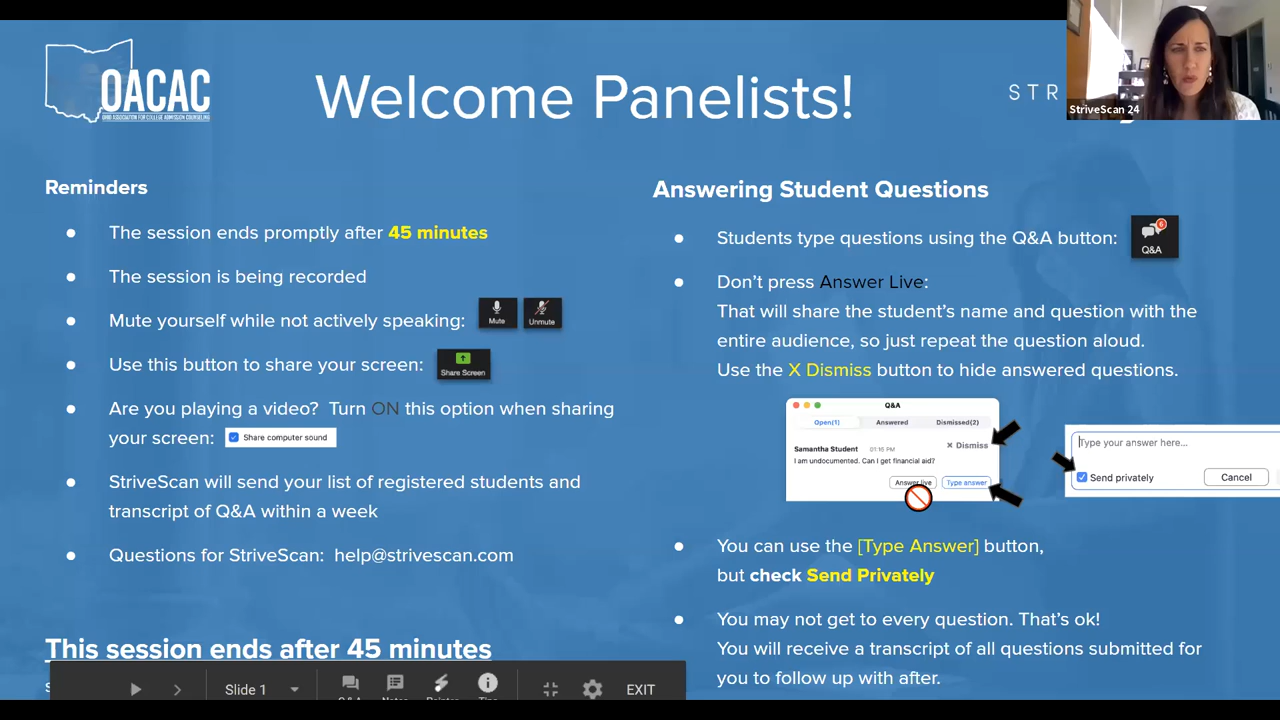 OACAC
OHIO ASSOCIATION FOR COLLEGE ADMISSION COUNSELING
Welcome Panelists!
STR
StriveScan 24
Reminders
The session ends promptly after 45 minutes
The session is being recorded
Mute yourself while not actively speaking:
Mute
Unmute
Use this button to share your screen:
Share Screen
Are you playing a video? Turn ON this option when sharing
your screen:
Share computer sound
StriveScan will send your list of registered students and
transcript of Q&A within a week
Questions for StriveScan: help@strivescan.com
This session ends after 45 minutes
Answering Student Questions
Students type questions using the Q&A button:
6
Q&A
Don’t press Answer Live:
That will share the student’s name and question with the
entire audience, so just repeat the question aloud.
Use the X Dismiss button to hide answered questions.
Q&A
Open(1) Answered Dismissed(2)
Samantha Student 01:15 PM
× Dismiss
I am undocumented. Can I get financial aid?
Answer live
Type answer
Type your answer here...
Send privately
Cancel
You can use the [Type Answer] button,
but check Send Privately
You may not get to every question. That’s ok!
You will receive a transcript of all questions submitted for
you to follow up with after.
Slide 1
EXIT